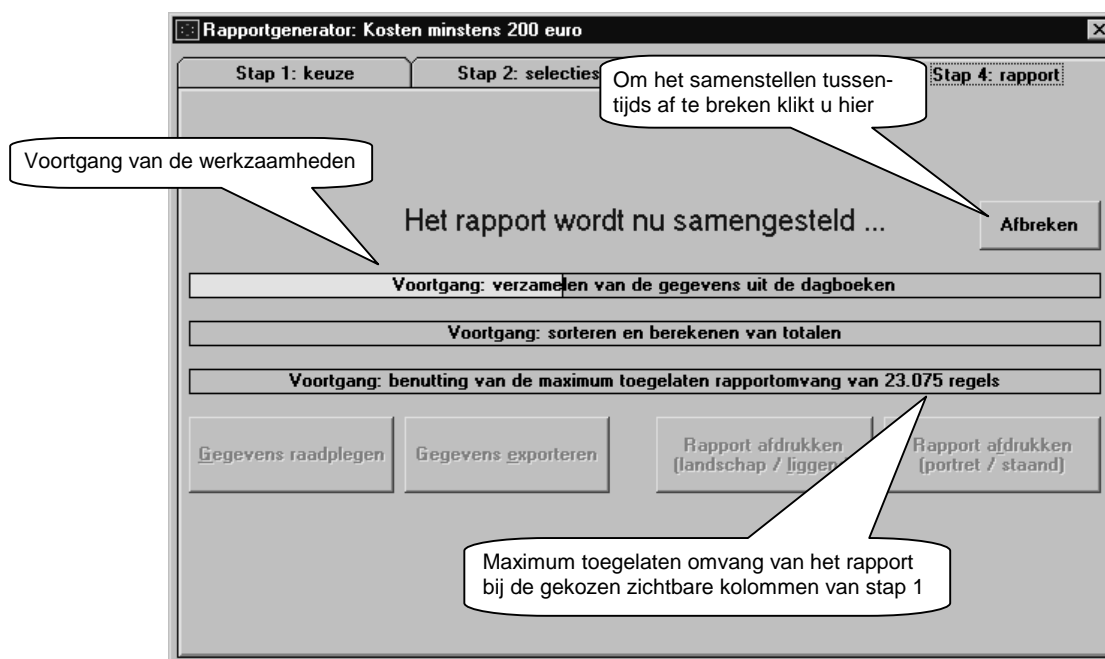 Rapportgenerator: Kosten minstens 200 euro
Stap 1: keuze
Stap 2: selecties
Stap 4: rapport
Om het samenstellen tussen-
tijds af te breken klikt u hier
Voortgang van de werkzaamheden
Het rapport wordt nu samengesteld ...
Afbreken
Voortgang: verzamelen van de gegevens uit de dagboeken
Voortgang: sorteren en berekenen van totalen
Voortgang: benutting van de maximum toegelaten rapportomvang van 23.075 regels
Gegevens raadplegen
Gegevens exporteren
Rapport afdrukken
(landschap / liggen
Rapport afdrukken
(portret / staand)
Maximum toegelaten omvang van het rapport
bij de gekozen zichtbare kolommen van stap 1